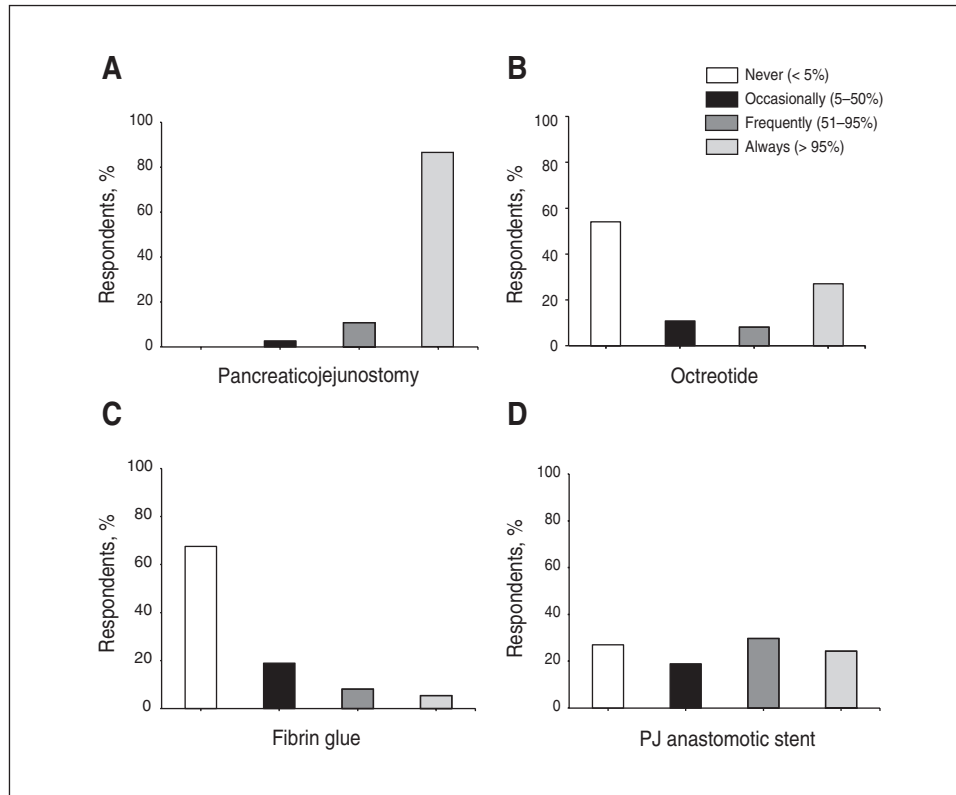 A
Respondents, %
100
80
60
40
20
0
Pancreaticojejunostomy
B
Never (< 5%)
Occasionally (5–50%)
Frequently (51–95%)
Always (> 95%)
Respondents, %
100
80
60
40
20
0
Octreotide
C
Respondents, %
100
80
60
40
20
0
Fibrin glue
D
Respondents, %
100
80
60
40
20
0
PJ anastomotic stent